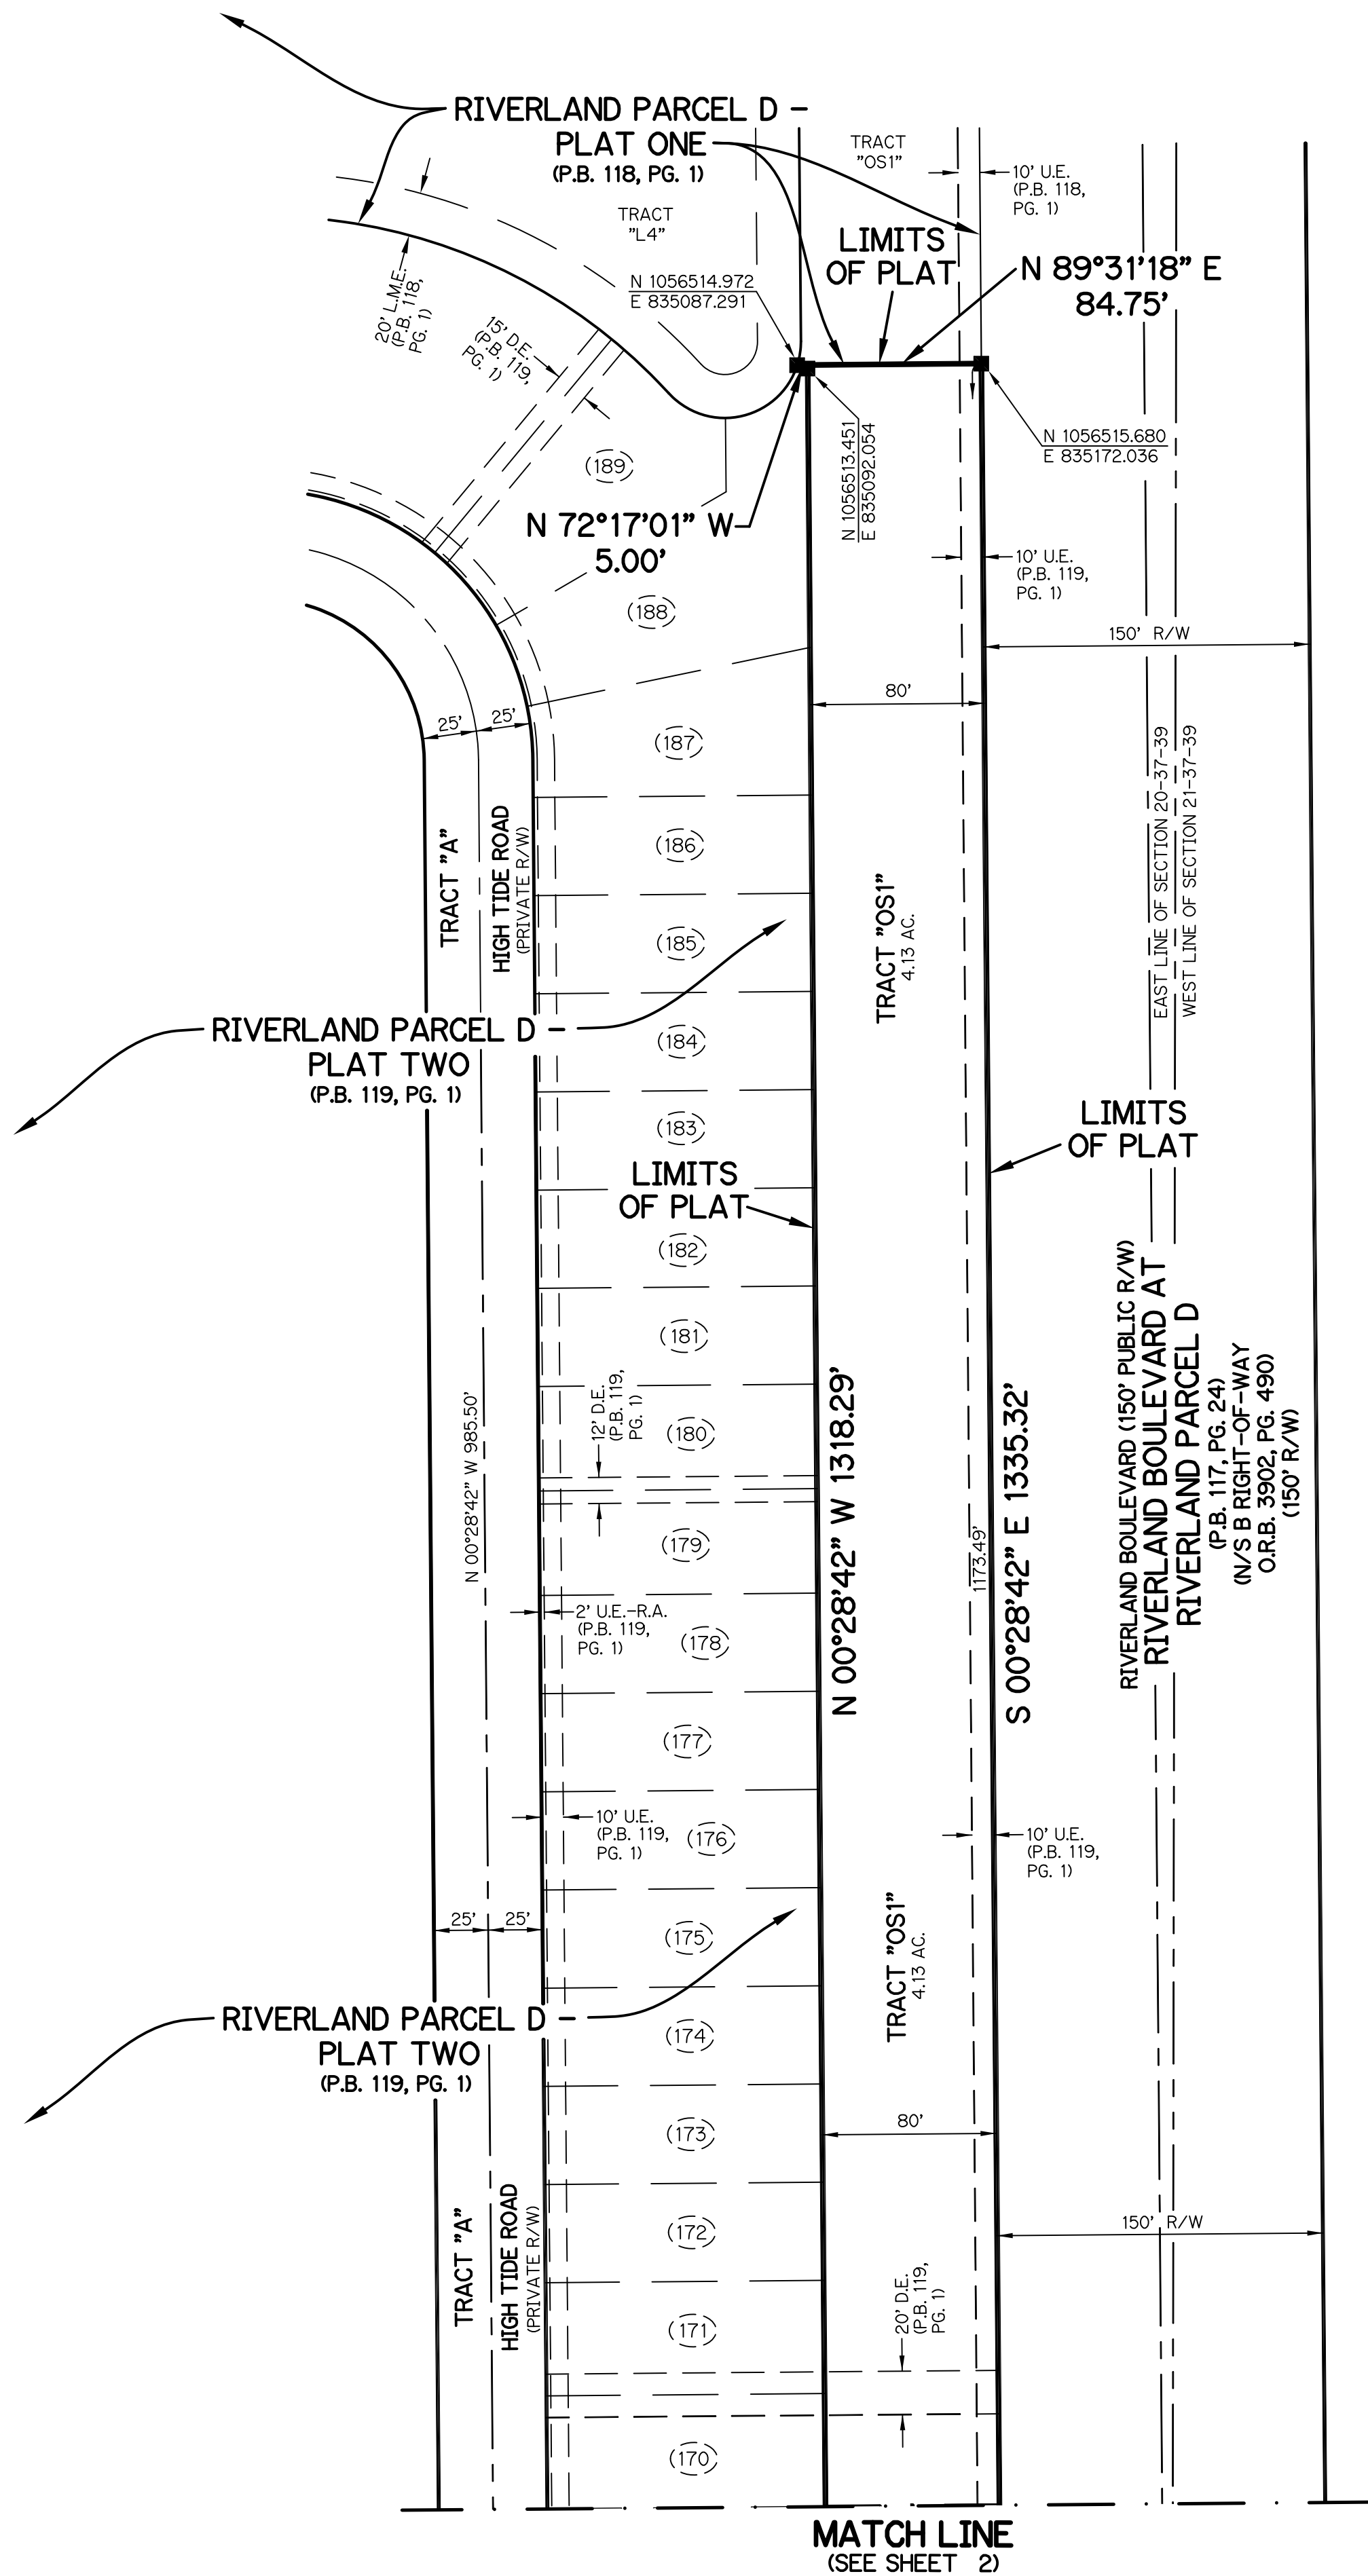 RIVERLAND PARCEL D -
PLAT ONE
(P.B. 118, PG. 1)
TRACT
"OS1"
10' U.E.
(P.B. 118,
PG. 1)
TRACT
"L4"
LIMITS
OF PLAT
N 89°31'18" E
84.75'
N 1056514.972
E 835087.291
20' L.M.E.
(P.B. 118,
PG. 1)
15' D.E.
(P.B. 119,
PG. 1)
N 1056513.451
E 835092.054
N 1056515.680
E 835172.036
(189)
N 72°17'01" W
5.00'
10' U.E.
(P.B. 119,
PG. 1)
(188)
150' R/W
80'
25'
25'
(187)
EAST LINE OF SECTION 20-37-39
WEST LINE OF SECTION 21-37-39
TRACT "A"
HIGH TIDE ROAD
(PRIVATE R/W)
(186)
TRACT "OS1"
4.13 AC.
(185)
RIVERLAND PARCEL D -
PLAT TWO
(P.B. 119, PG. 1)
(184)
(183)
LIMITS
OF PLAT
LIMITS
OF PLAT
(182)
RIVERLAND BOULEVARD (150' PUBLIC R/W)
RIVERLAND BOULEVARD AT
RIVERLAND PARCEL D
(P.B. 117, PG. 24)
(N/S B RIGHT-OF-WAY
O.R.B. 3902, PG. 490)
(150' R/W)
(181)
N 00°28'42" W 985.50'
12' D.E.
(P.B. 119,
PG. 1)
(180)
N 00°28'42" W 1318.29'
1173.49'
S 00°28'42" E 1335.32'
(179)
2' U.E.-R.A.
(P.B. 119,
PG. 1)
(178)
(177)
10' U.E.
(P.B. 119,
PG. 1)
(176)
10' U.E.
(P.B. 119,
PG. 1)
25'
25'
(175)
TRACT "OS1"
4.13 AC.
RIVERLAND PARCEL D -
PLAT TWO
(P.B. 119, PG. 1)
(174)
(173)
80'
TRACT "A"
HIGH TIDE ROAD
(PRIVATE R/W)
(172)
150' R/W
20' D.E.
(P.B. 119,
PG. 1)
(171)
(170)
MATCH LINE
(SEE SHEET 2)